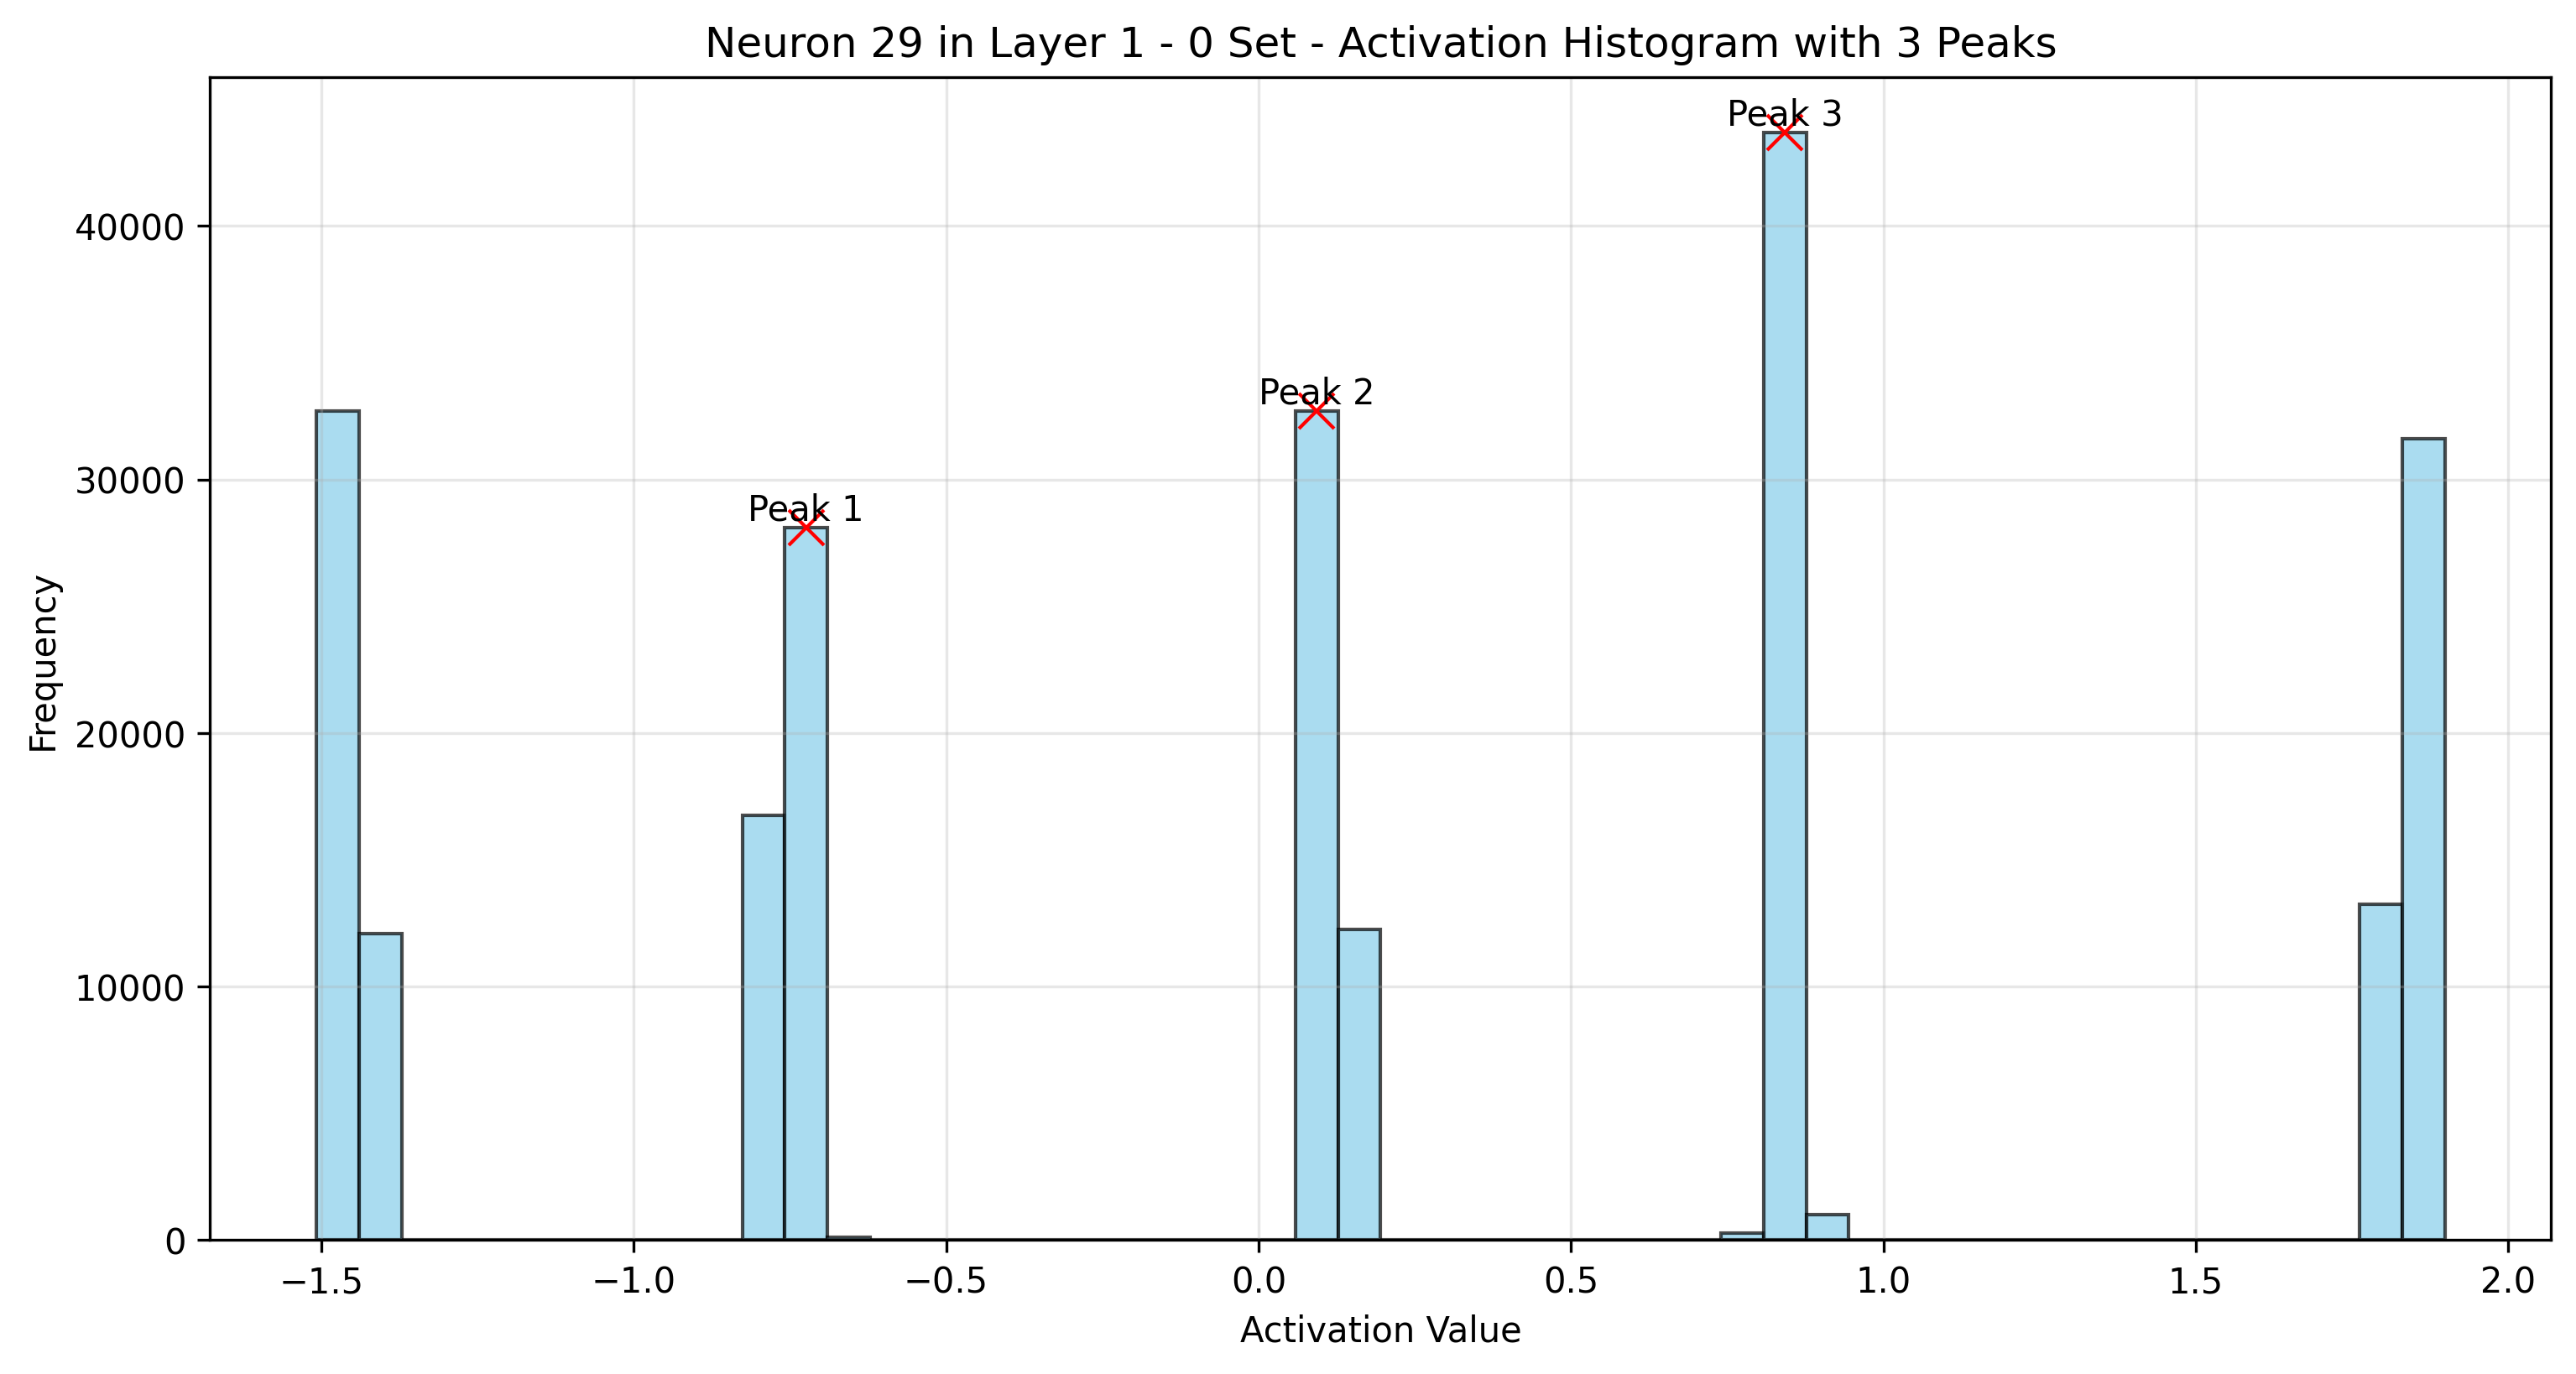 Neuron 29 in Layer 1 - 0 Set - Activation Histogram with 3 Peaks
Peak 3
40000
Peak 2
30000
Peak 1
Frequency
20000
10000
0
−1.5 −1.0 −0.5 0.0 0.5 1.0 1.5 2.0
Activation Value